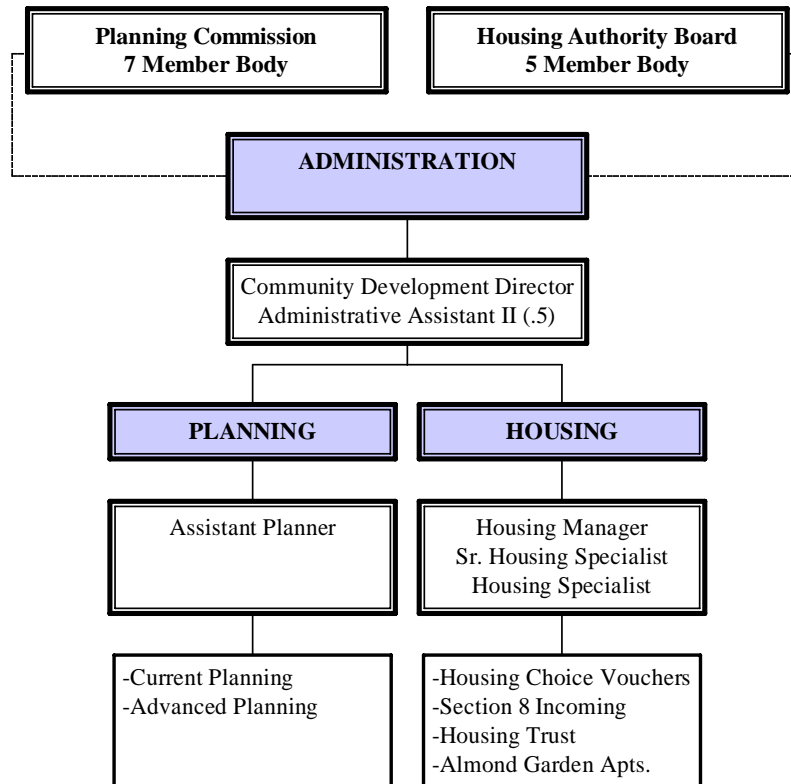 Planning Commission
7 Member Body
Housing Authority Board
5 Member Body
ADMINISTRATION
Community Development Director
Administrative Assistant II (.5)
PLANNING
HOUSING
Assistant Planner
Housing Manager
Sr. Housing Specialist
Housing Specialist
-Current Planning
-Advanced Planning
-Housing Choice Vouchers
-Section 8 Incoming
-Housing Trust
-Almond Garden Apts.